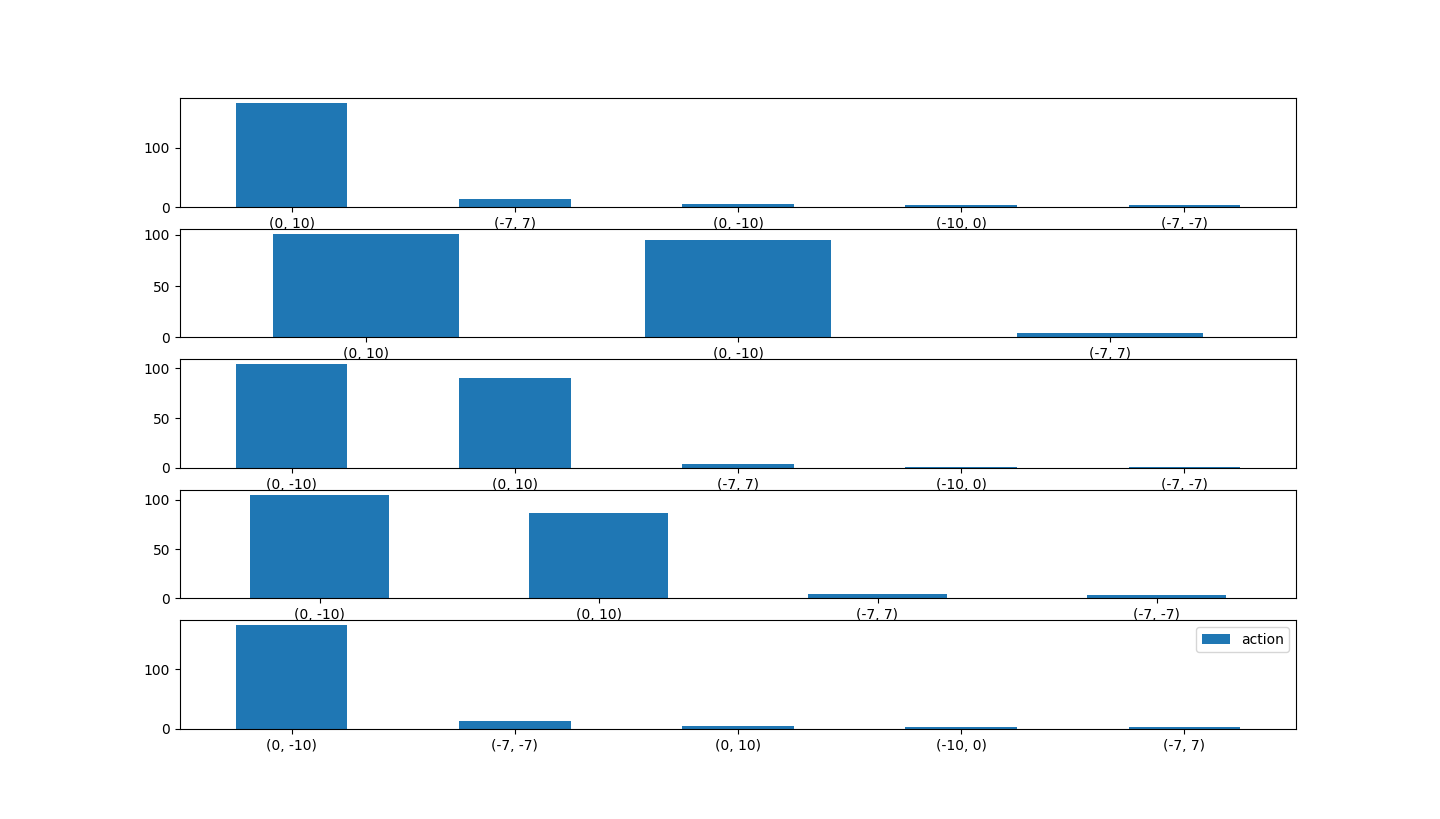 100
0
(0, 10) (-7, 7) (0, -10) (-10, 0) (-7, -7)
100
50
0
(0, 10) (0, -10) (-7, 7)
100
50
0
(0, -10) (0, 10) (-7, 7) (-10, 0) (-7, -7)
100
50
0
(0, -10) (0, 10) (-7, 7) (-7, -7)
action
100
0
(0, -10) (-7, -7) (0, 10) (-10, 0) (-7, 7)